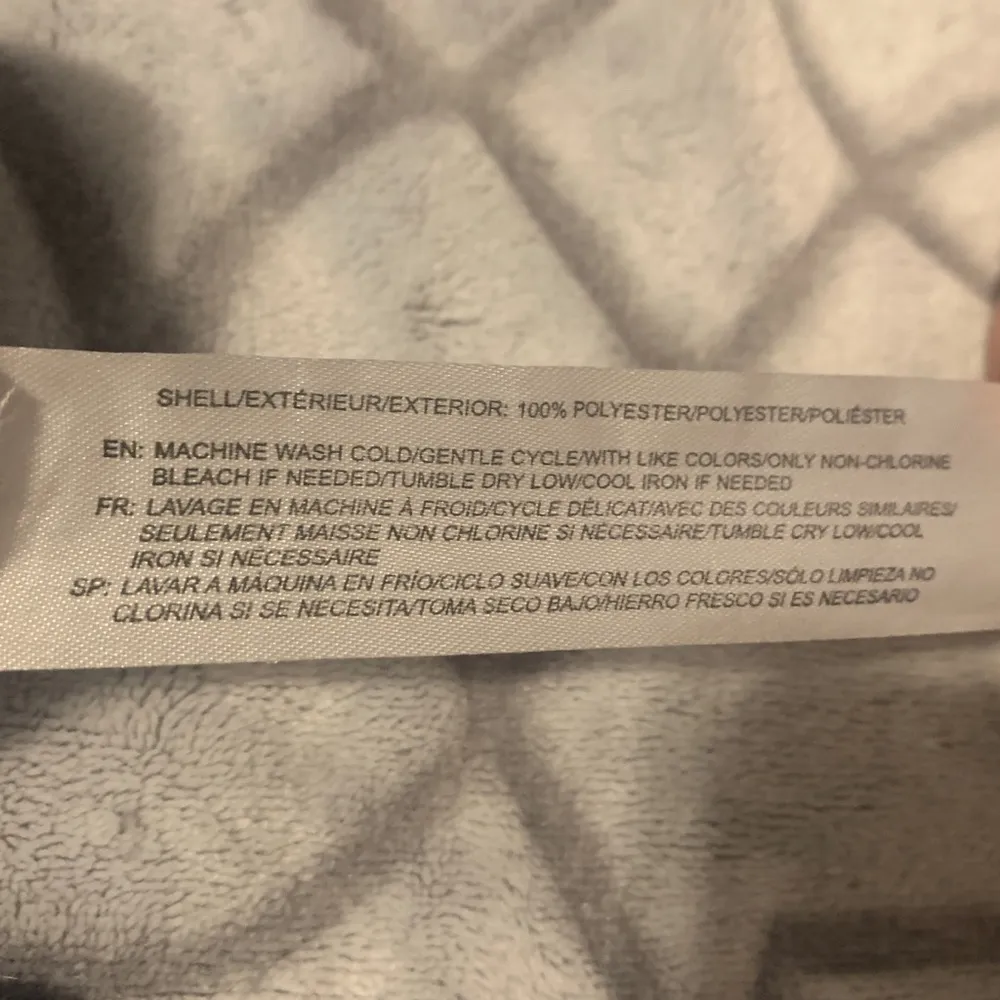 SHELL/EXTÉRIEUR/EXTERIOR: 100% POLYESTER/POLYESTER/POLIÉSTER
EN: MACHINE WASH COLD/GENTLE CYCLE/WITH LIKE COLORS/ONLY NON-CHLORINE
BLEACH IF NEEDED/TUMBLE DRY LOW/COOL IRON IF NEEDED
FR: LAVAGE EN MACHINE À FROID/CYCLE DÉLICAT/AVEC DES COULEURS SIMILAIRES/
SEULEMENT MAISSE NON CHLORINE SI NÉCESSAIRE/TUMBLE CRY LOW/COOL
IRON SI NÉCESSAIRE
SP: LAVAR A MÁQUINA EN FRÍO/CICLO SUAVE/CON LOS COLORES/SÓLO LIMPIEZA NO
CLORINA SI SE NECESITA/TOMA SECO BAJO/HIERRO FRESCO SI ES NECESARIO